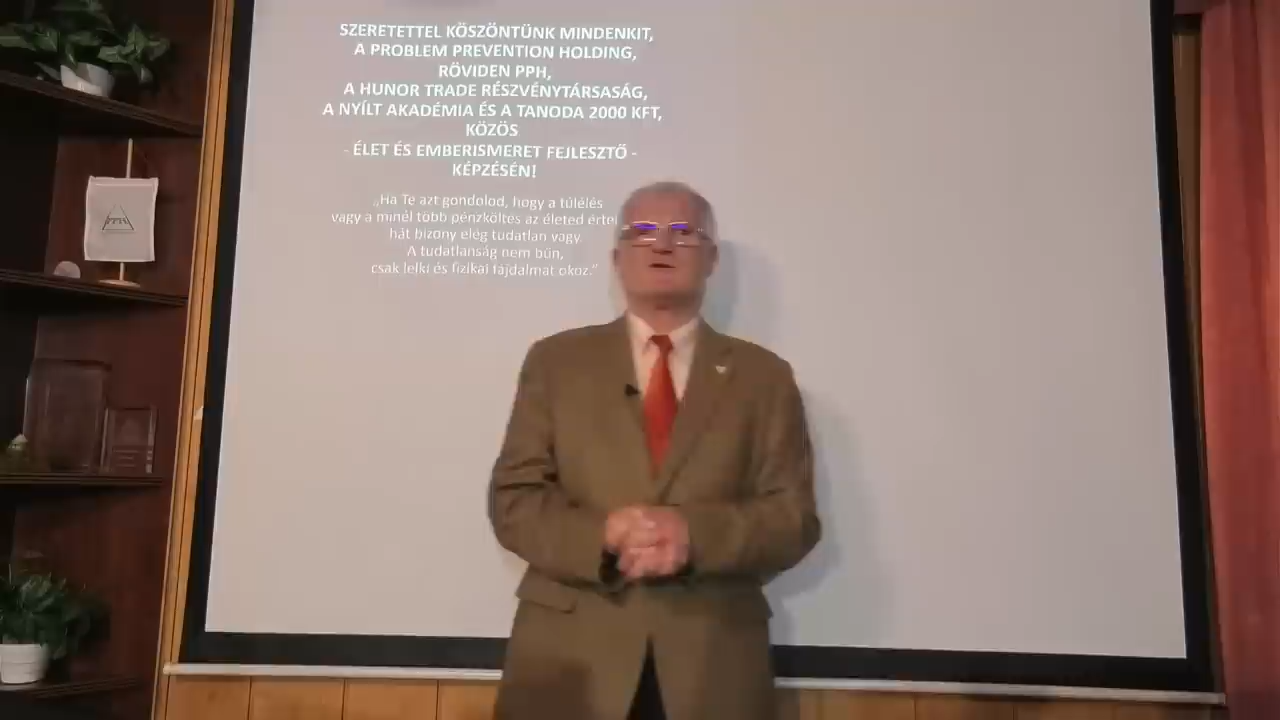 SZERETETTEL KÖSZÖNTÜNK MINDENKIT,
A PROBLEM PREVENTION HOLDING,
RÖVIDEN PPH,
A HUNOR TRADE RÉSZVÉNYTÁRSASÁG,
A NYÍLT AKADÉMIA ÉS A TANODA 2000 KFT,
KÖZÖS
- ÉLET ÉS EMBERISMERET FEJLESZTŐ -
KÉPZÉSÉN!
„Ha Te azt gondolod, hogy a túlélés
vagy a minél több pénzköltés az életed
hát bizony elég tudatlan vagy.
A tudatlanság nem bűn,
csak lelki és fizikai fájdalmat okoz.”